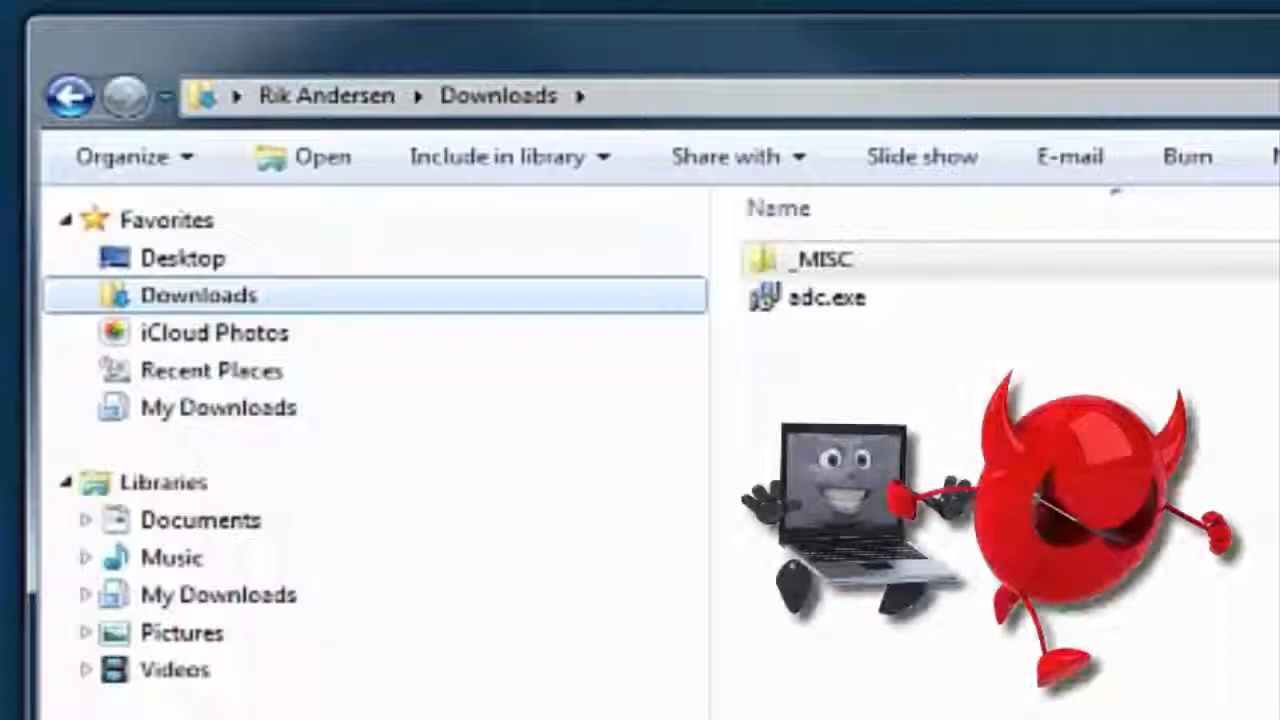 Rik Andersen Downloads
Organize Open Include in library Share with Slide show E-mail Burn
Favorites
Desktop
Downloads
iCloud Photos
Recent Places
My Downloads
Libraries
Documents
Music
My Downloads
Pictures
Videos
Name
_MISC
adc.exe